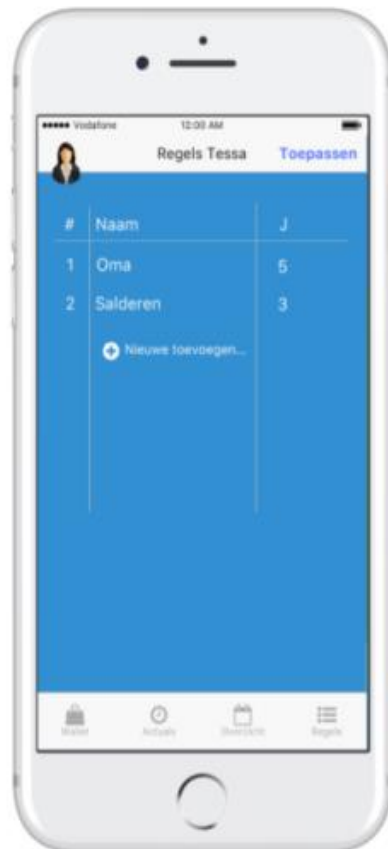 Vodafone 12:00 AM
Regels Tessa Toepassen
# Naam J
1 Oma 5
2 Salderen 3
Nieuwe toevoegen...
Wallet Actuals Overzicht Regels